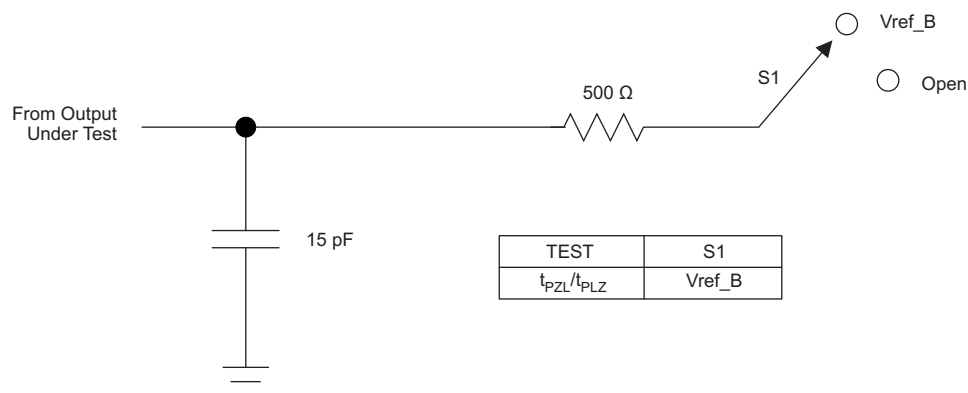 Vref_B
S1
Open
500 Ω
From Output
Under Test
15 pF
TEST S1
tPZL/tPLZ Vref_B